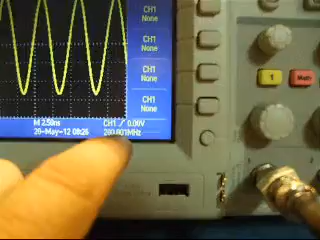 CH1
None
CH1
None
CH1
None
CH1
None
M 2.50ns
CH1 / 0.00V
20-May-12 08:26
200.001MHz
1
Math